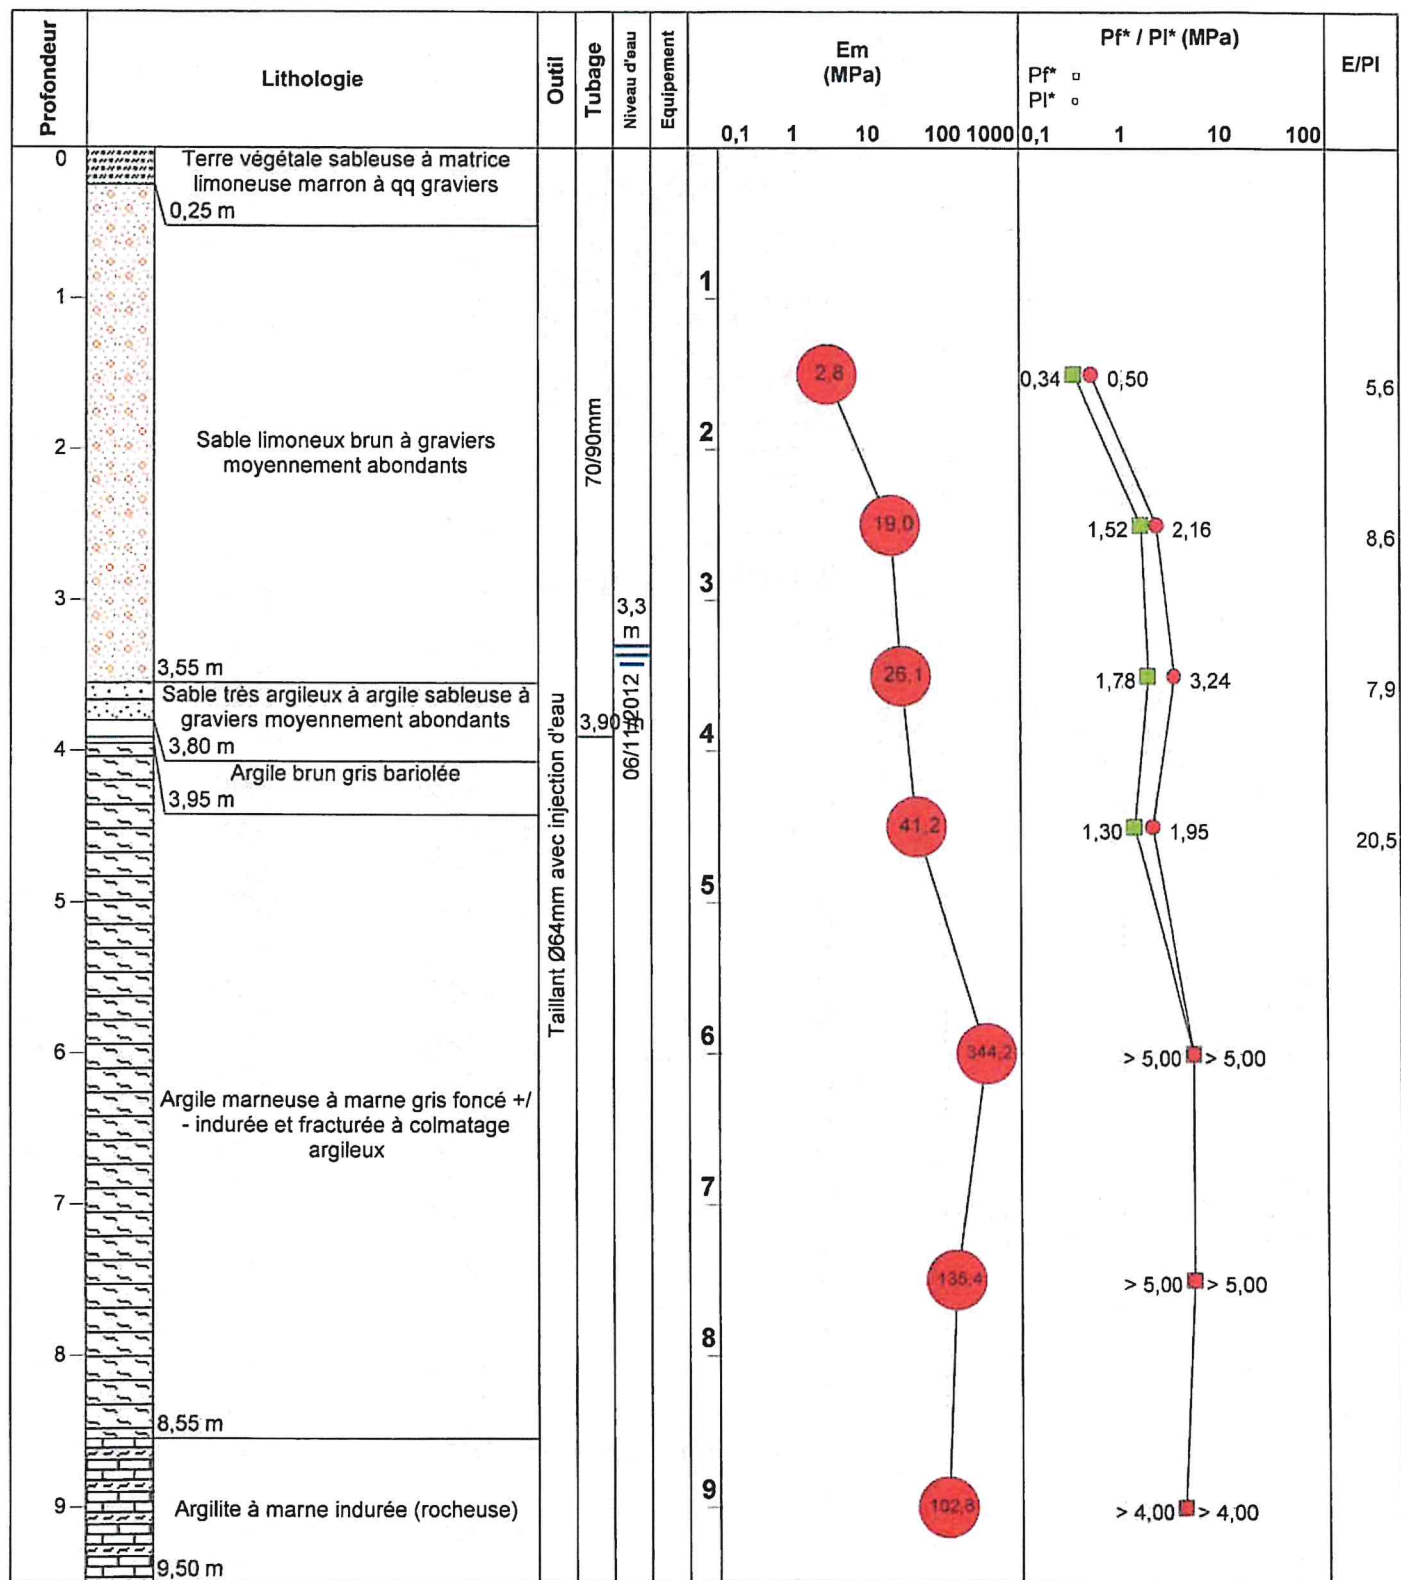 Profondeur
Lithologie
Outil
Tubage
Niveau d'eau
Equipement
Em
(MPa)
0,1 1 10 100 1000
Pf* / Pl* (MPa)
Pf*
Pl*
0,1 1 10 100
E/Pl
0
Terre végétale sableuse à matrice
limoneuse marron à qq graviers
0,25 m
1
Sable limoneux brun à graviers
moyennement abondants
2
3
3,55 m
Sable très argileux à argile sableuse à
graviers moyennement abondants
3,80 m
4
Argile brun gris bariolée
3,95 m
5
6
Argile marneuse à marne gris foncé +/
- indurée et fracturée à colmatage
argileux
7
8
8,55 m
9
Argilite à marne indurée (rocheuse)
9,50 m
Taillant Ø64mm avec injection d'eau
70/90mm
3,90 m
3,3
m
06/11/2012
1
2,8
0,34 0,50
5,6
2
19,0
1,52 2,16
8,6
3
26,1
1,78 3,24
7,9
4
41,2
1,30 1,95
20,5
5
6
344,2
> 5,00 > 5,00
7
135,4
> 5,00 > 5,00
8
9
102,8
> 4,00 > 4,00